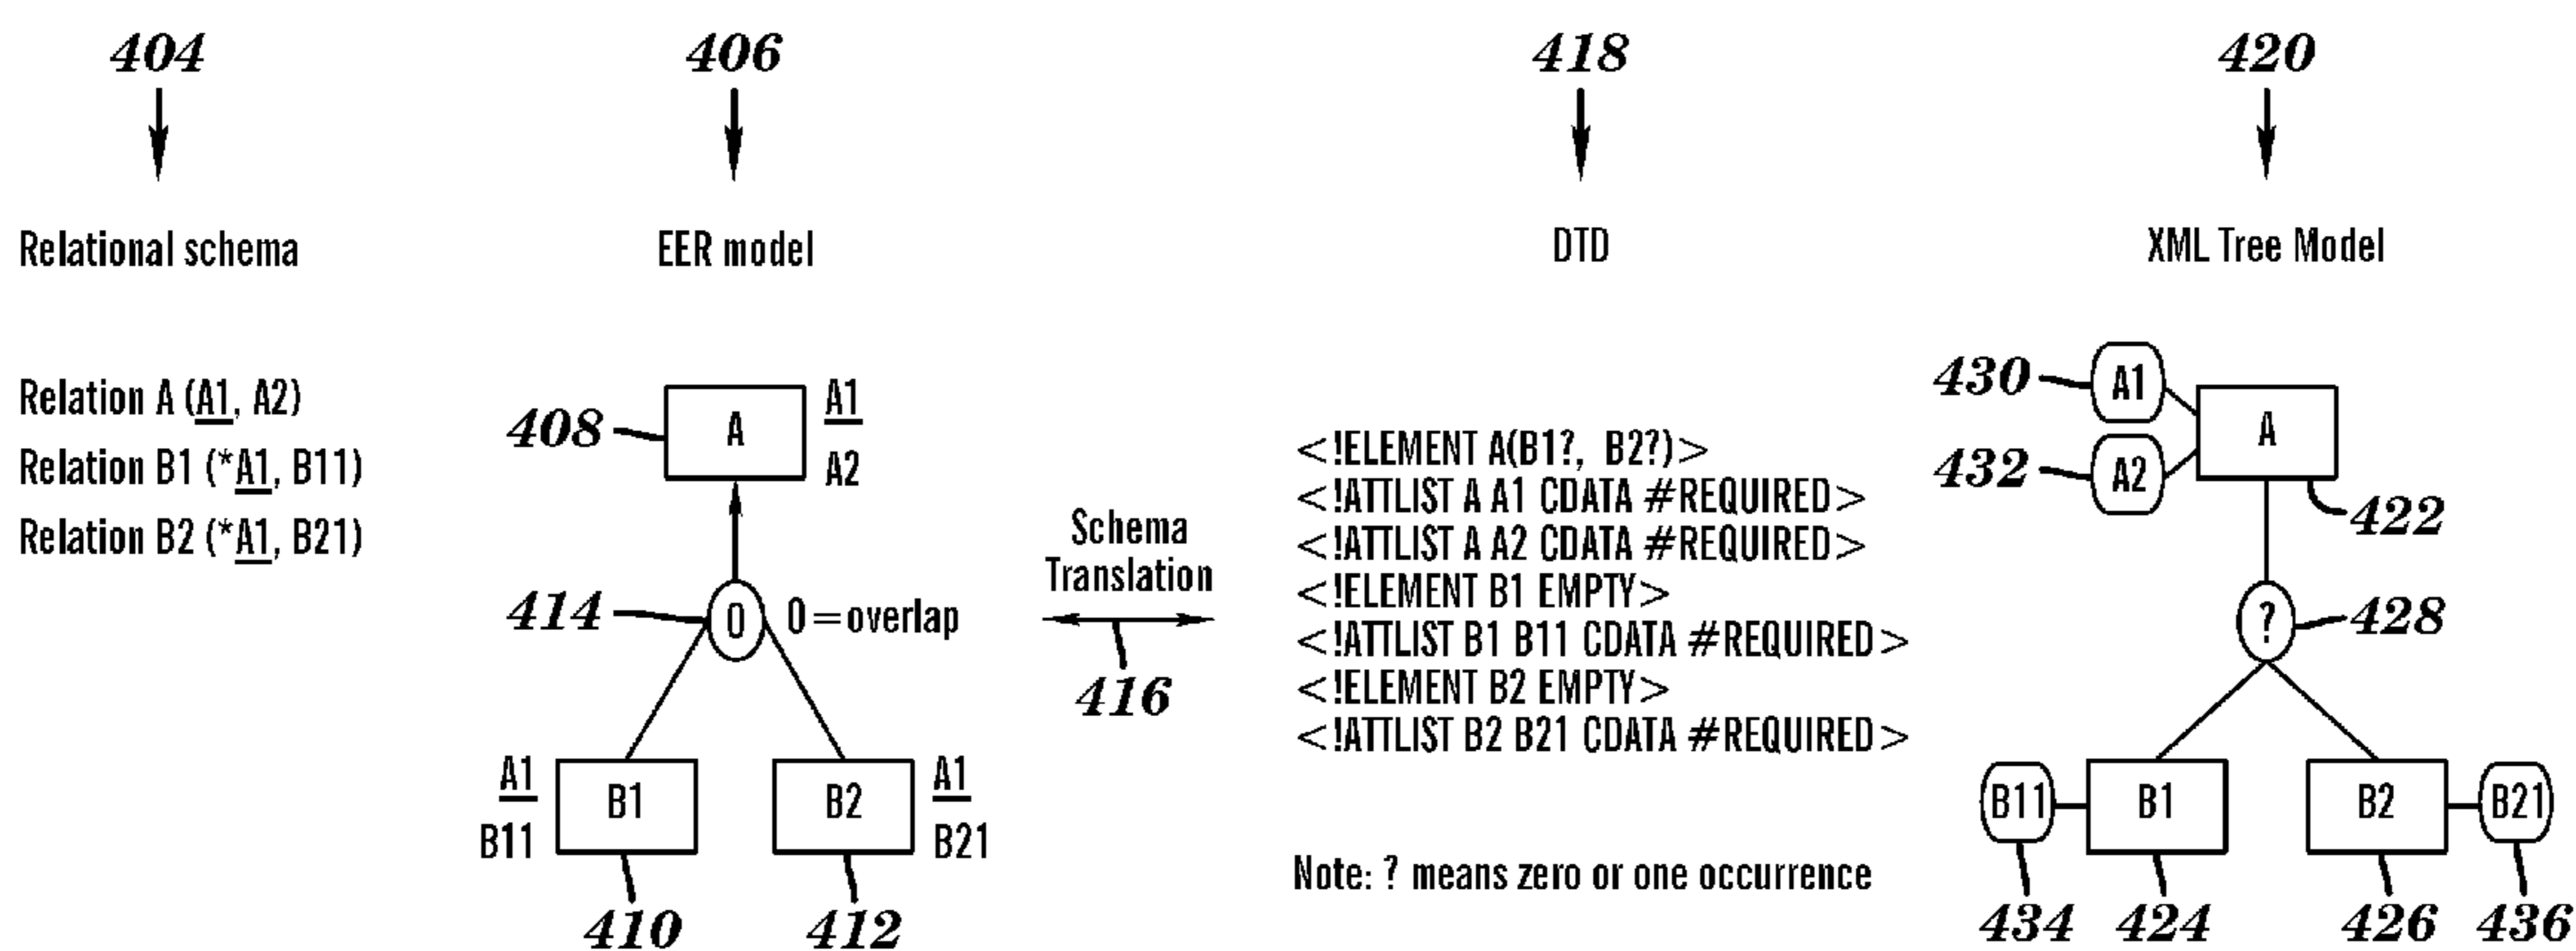 404
406
418
420
Relational schema
EER model
DTD
XML Tree Model
Relation A (A1, A2)
Relation B1 (*A1, B11)
Relation B2 (*A1, B21)
408
A
A1
A2
414
0
0=overlap
A1
B11
B1
B2
A1
B21
410
412
Schema
Translation
416
<!ELEMENT A(B1?, B2?)>
<!ATTLIST A A1 CDATA #REQUIRED>
<!ATTLIST A A2 CDATA #REQUIRED>
<!ELEMENT B1 EMPTY>
<!ATTLIST B1 B11 CDATA #REQUIRED>
<!ELEMENT B2 EMPTY>
<!ATTLIST B2 B21 CDATA #REQUIRED>
Note: ? means zero or one occurrence
430
A1
432
A2
A
422
?
428
B11
B1
B2
B21
434
424
426
436